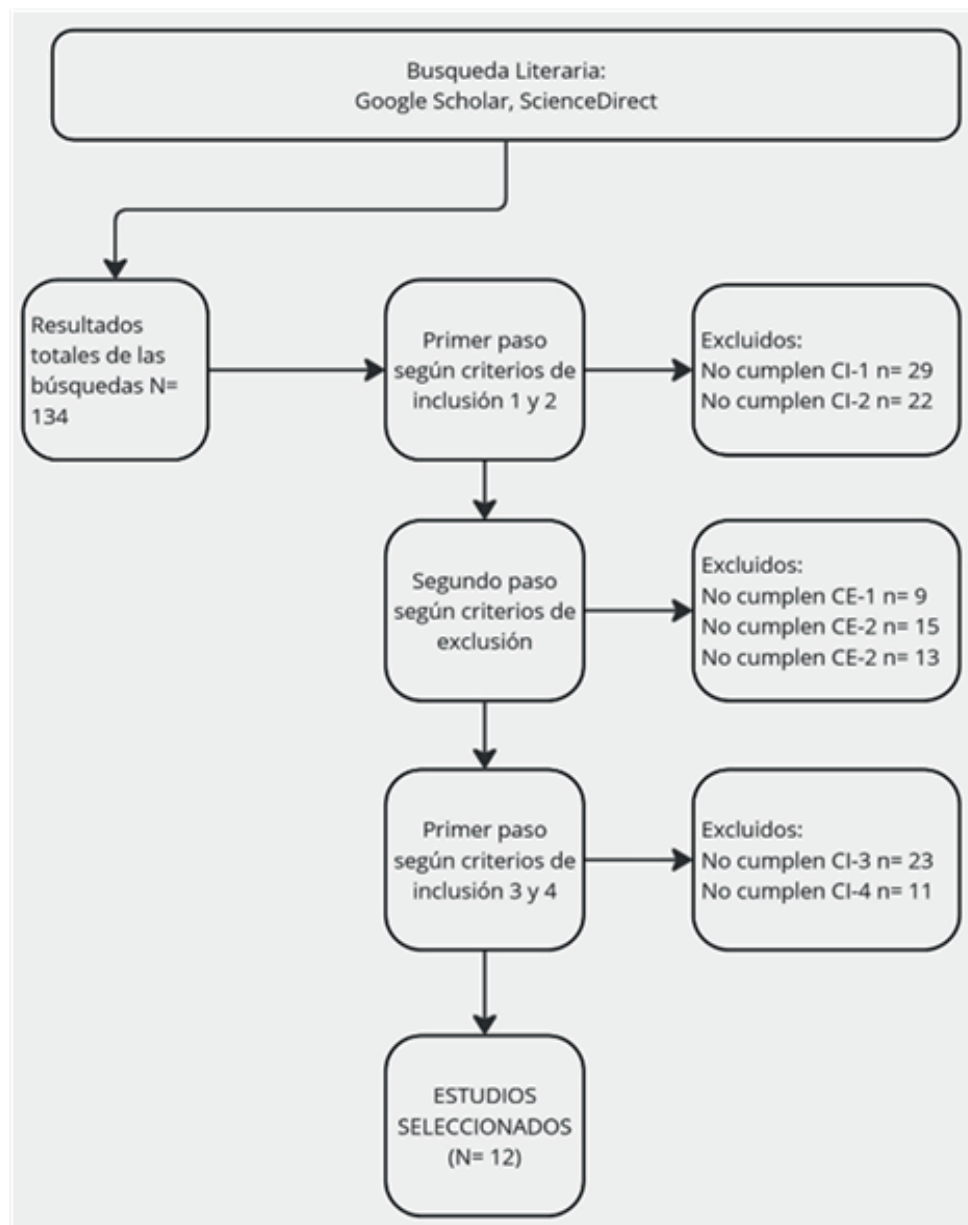 Busqueda Literaria:
Google Scholar, ScienceDirect
Resultados
totales de las
búsquedas N=
134
Primer paso
según criterios de
inclusión 1 y 2
Excluidos:
No cumplen CI-1 n= 29
No cumplen CI-2 n= 22
Segundo paso
según criterios de
exclusión
Excluidos:
No cumplen CE-1 n= 9
No cumplen CE-2 n= 15
No cumplen CE-2 n= 13
Primer paso
según criterios de
inclusión 3 y 4
Excluidos:
No cumplen CI-3 n= 23
No cumplen CI-4 n= 11
ESTUDIOS
SELECCIONADOS
(N= 12)